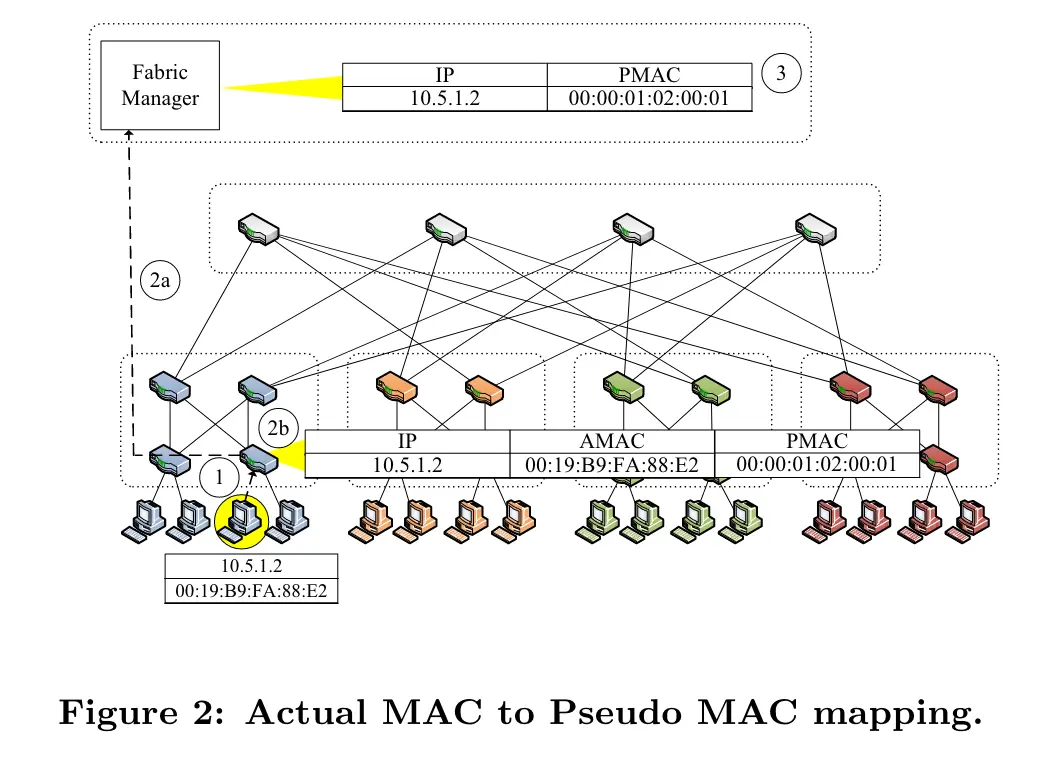 Fabric
Manager
IP PMAC
10.5.1.2 00:00:01:02:00:01
3
2a
2b
IP AMAC PMAC
10.5.1.2 00:19:B9:FA:88:E2 00:00:01:02:00:01
1
10.5.1.2
00:19:B9:FA:88:E2
Figure 2: Actual MAC to Pseudo MAC mapping.